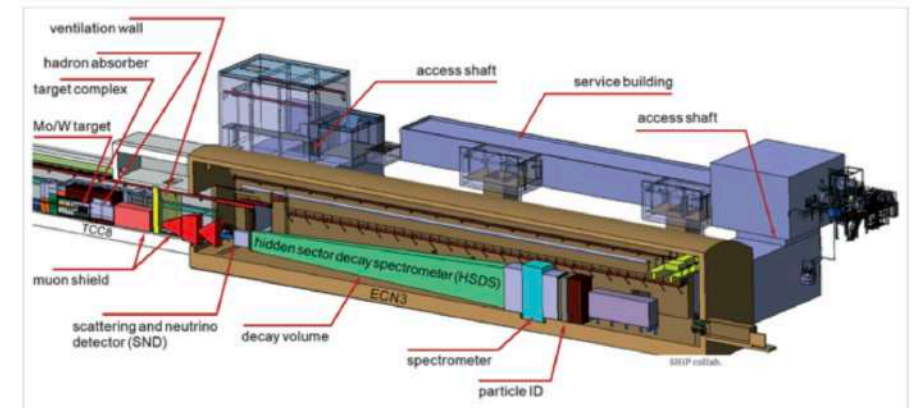 ventilation wall
hadron absorber
target complex
Mo/W target
access shaft
service building
access shaft
TCC8
muon shield
hidden sector decay spectrometer (HSDS)
ECN3
scattering and neutrino
detector (SND)
decay volume
spectrometer
particle ID
SHiP collab.